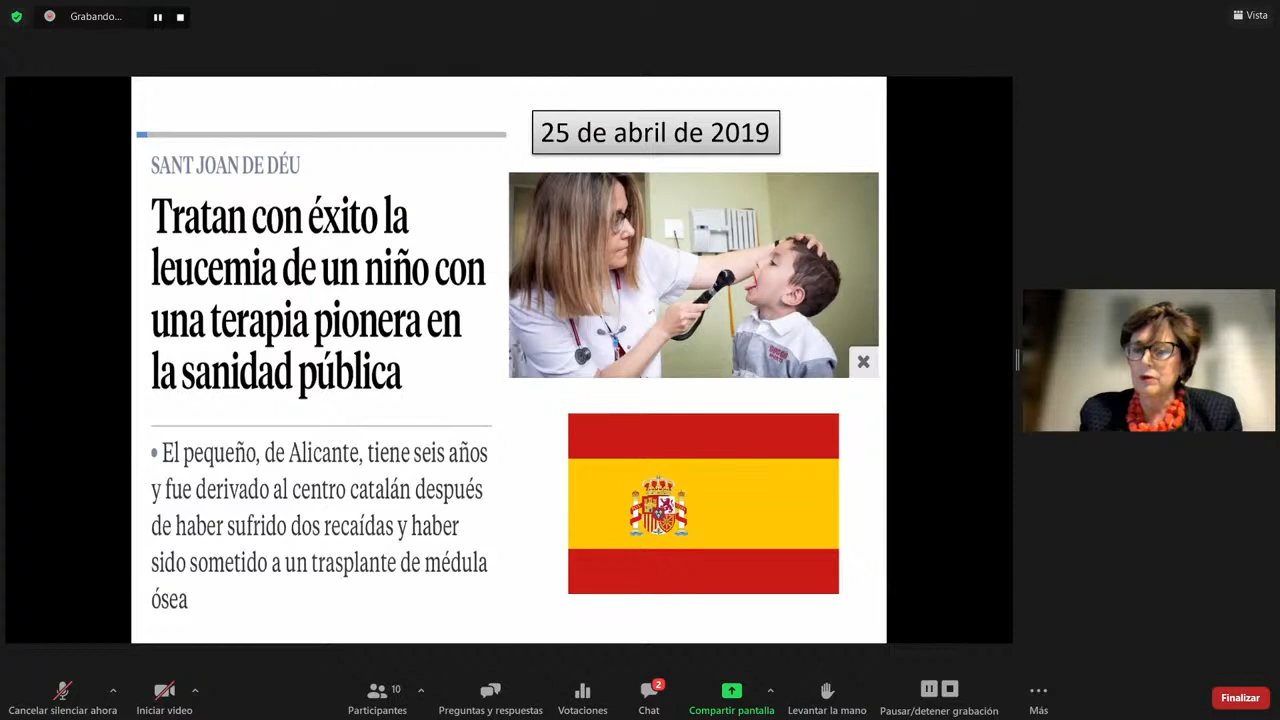 Grabando...
Vista
25 de abril de 2019
SANT JOAN DE DÉU
Tratan con éxito la
leucemia de un niño con
una terapia pionera en
la sanidad pública
• El pequeño, de Alicante, tiene seis años
y fue derivado al centro catalán después
de haber sufrido dos recaídas y haber
sido sometido a un trasplante de médula
ósea
Cancelar silenciar ahora
Iniciar video
10
Participantes
Preguntas y respuestas
Votaciones
2
Chat
Compartir pantalla
Levantar la mano
Pausar/detener grabación
Más
Finalizar